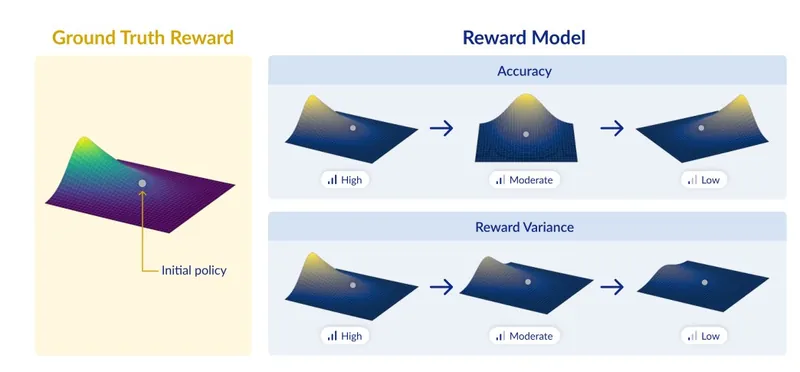 Ground Truth Reward
Initial policy
Reward Model
Accuracy
High
Moderate
Low
Reward Variance
High
Moderate
Low